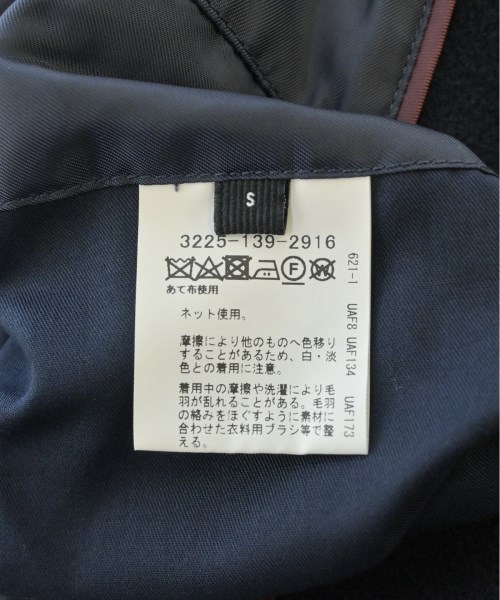 S
3225-139-2916
あて布使用
ネット使用。
摩擦により他のものへ色移り
することがあるため、白・淡
色との着用に注意。
着用中の摩擦や洗濯により毛
羽が乱れることがある。毛羽
の絡みをほぐすように素材に
合わせた衣料用ブラシ等で整
える。
621-1 UAF8 UAF134 UAF173
F
W